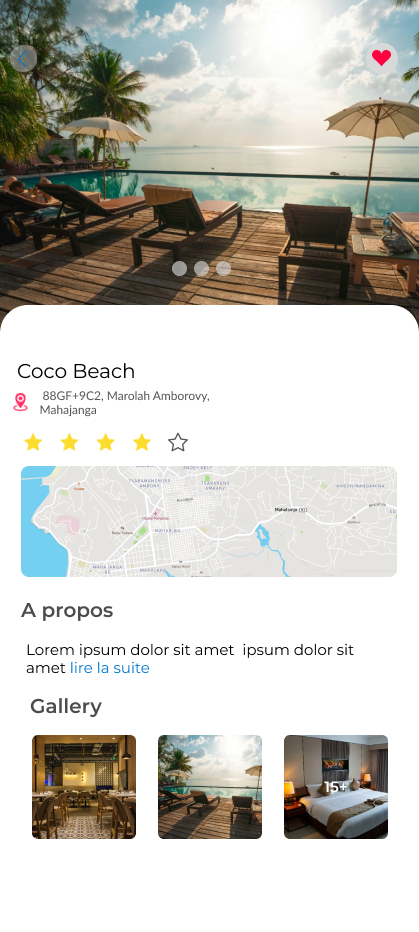 Coco Beach
88GF+9C2, Marolah Amborovy,
Mahajanga
Mahajanga
A propos
Lorem ipsum dolor sit amet  ipsum dolor sit
amet lire la suite
Gallery
15+